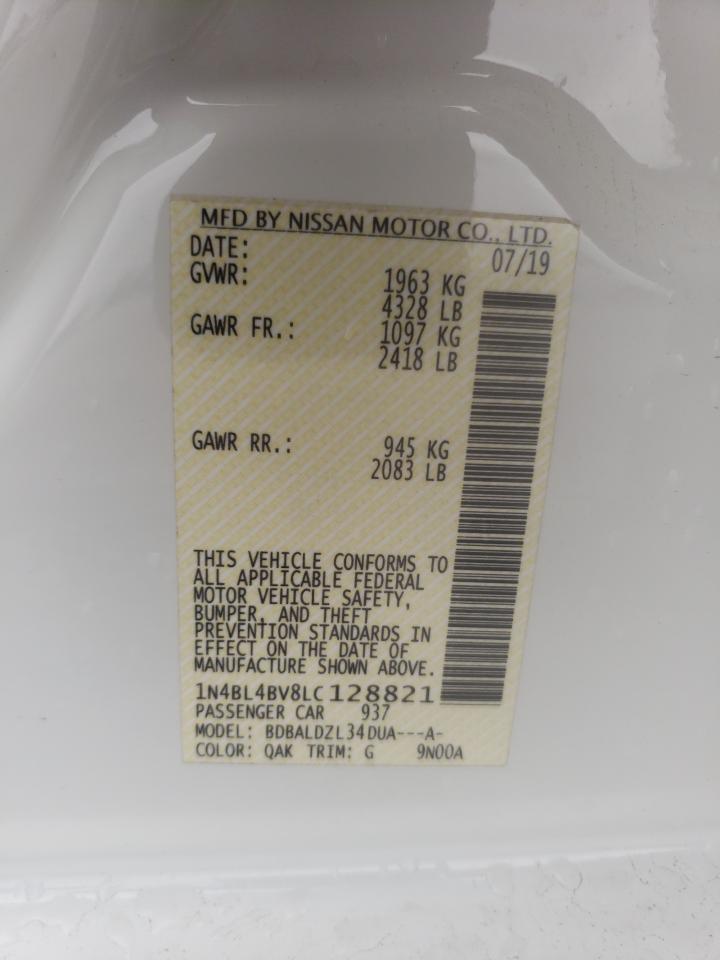 MFD BY NISSAN MOTOR CO., LTD.
DATE: 07/19
GVWR: 1963 KG
4328 LB
GAWR FR.: 1097 KG
2418 LB
GAWR RR.: 945 KG
2083 LB
THIS VEHICLE CONFORMS TO
ALL APPLICABLE FEDERAL
MOTOR VEHICLE SAFETY,
BUMPER, AND THEFT
PREVENTION STANDARDS IN
EFFECT ON THE DATE OF
MANUFACTURE SHOWN ABOVE.
1N4BL4BV8LC128821
PASSENGER CAR 937
MODEL: BDBALDZL34DUA---A-
COLOR: QAK TRIM: G 9N00A